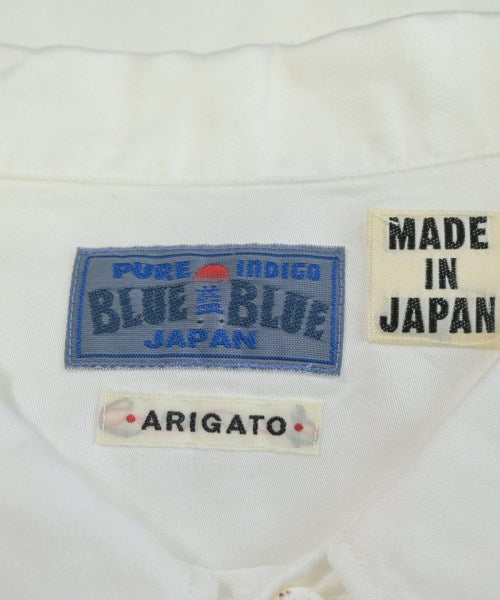 PURE INDIGO
BLUE BLUE
JAPAN
MADE
IN
JAPAN
•ARIGATO•